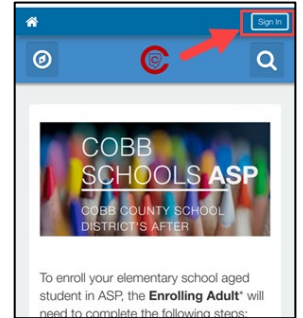 Sign In
COBB
SCHOOLS ASP
COBB COUNTY SCHOOL
DISTRICT'S AFTER
To enroll your elementary school aged
student in ASP, the Enrolling Adult* will
need to complete the following steps: